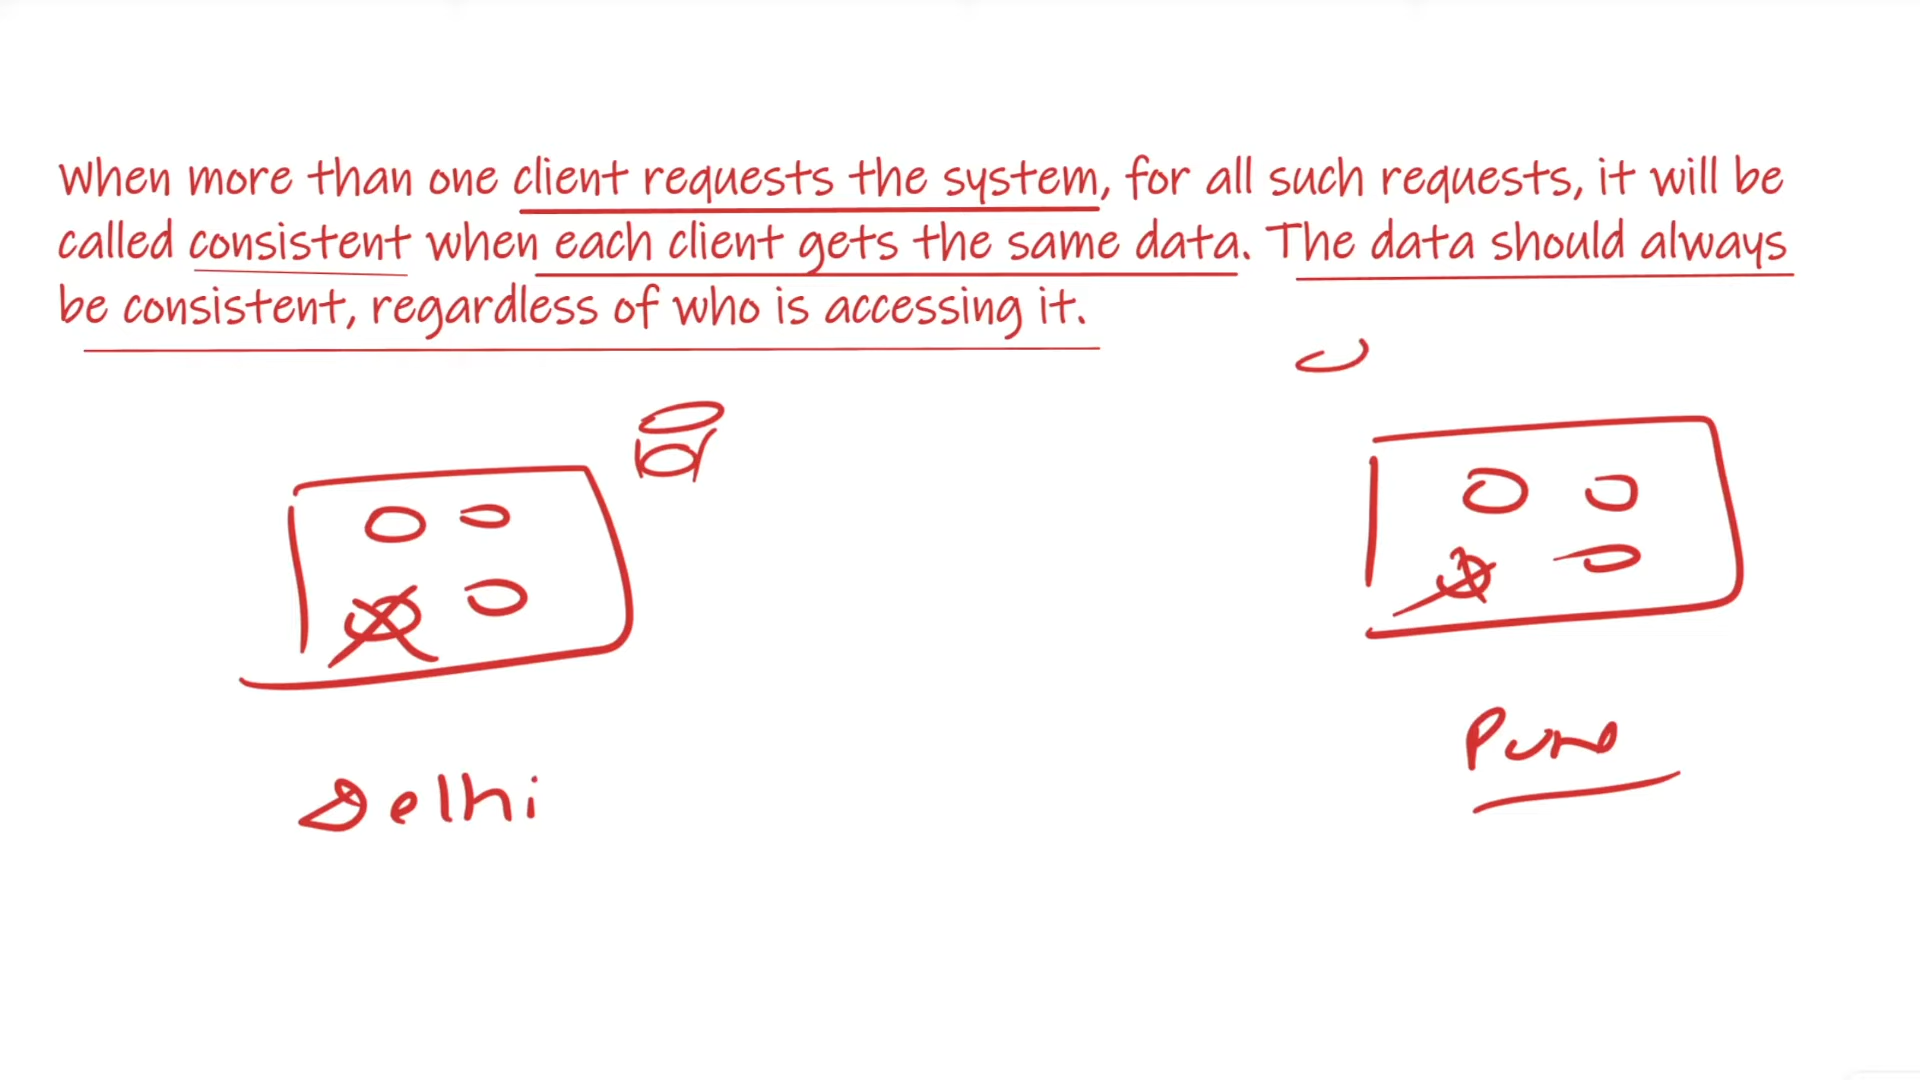 When more than one client requests the system, for all such requests, it will be
called consistent when each client gets the same data. The data should always
be consistent, regardless of who is accessing it.
Delhi
Pune